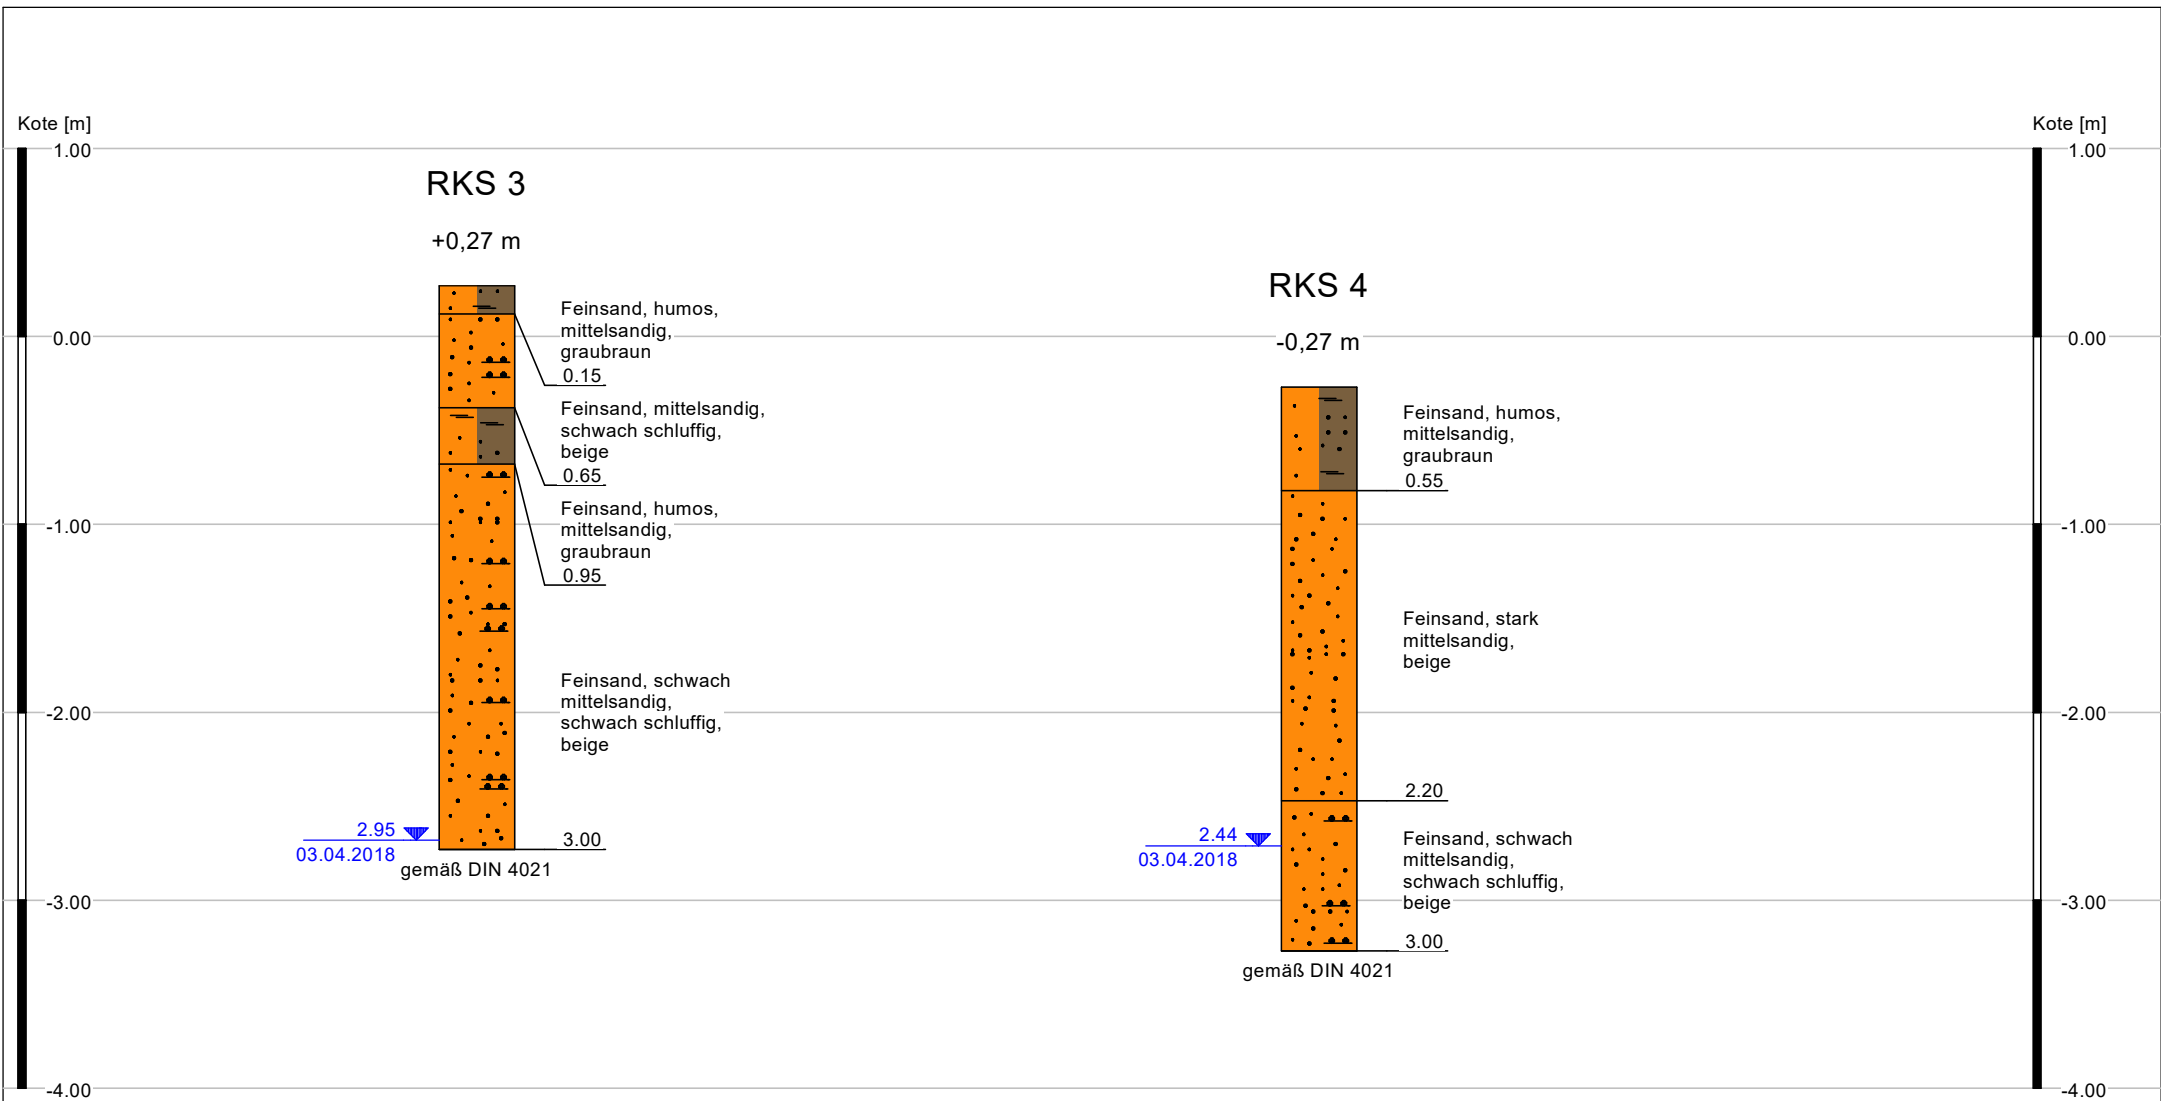 Kote [m]
1.00
0.00
-1.00
-2.00
-3.00
-4.00
RKS 3
+0,27 m
Feinsand, humos,
mittelsandig,
graubraun
0.15
Feinsand, mittelsandig,
schwach schluffig,
beige
0.65
Feinsand, humos,
mittelsandig,
graubraun
0.95
Feinsand, schwach
mittelsandig,
schwach schluffig,
beige
3.00
2.95
03.04.2018
gemäß DIN 4021
RKS 4
-0,27 m
Feinsand, humos,
mittelsandig,
graubraun
0.55
Feinsand, stark
mittelsandig,
beige
2.20
Feinsand, schwach
mittelsandig,
schwach schluffig,
beige
3.00
2.44
03.04.2018
gemäß DIN 4021
Kote [m]
1.00
0.00
-1.00
-2.00
-3.00
-4.00